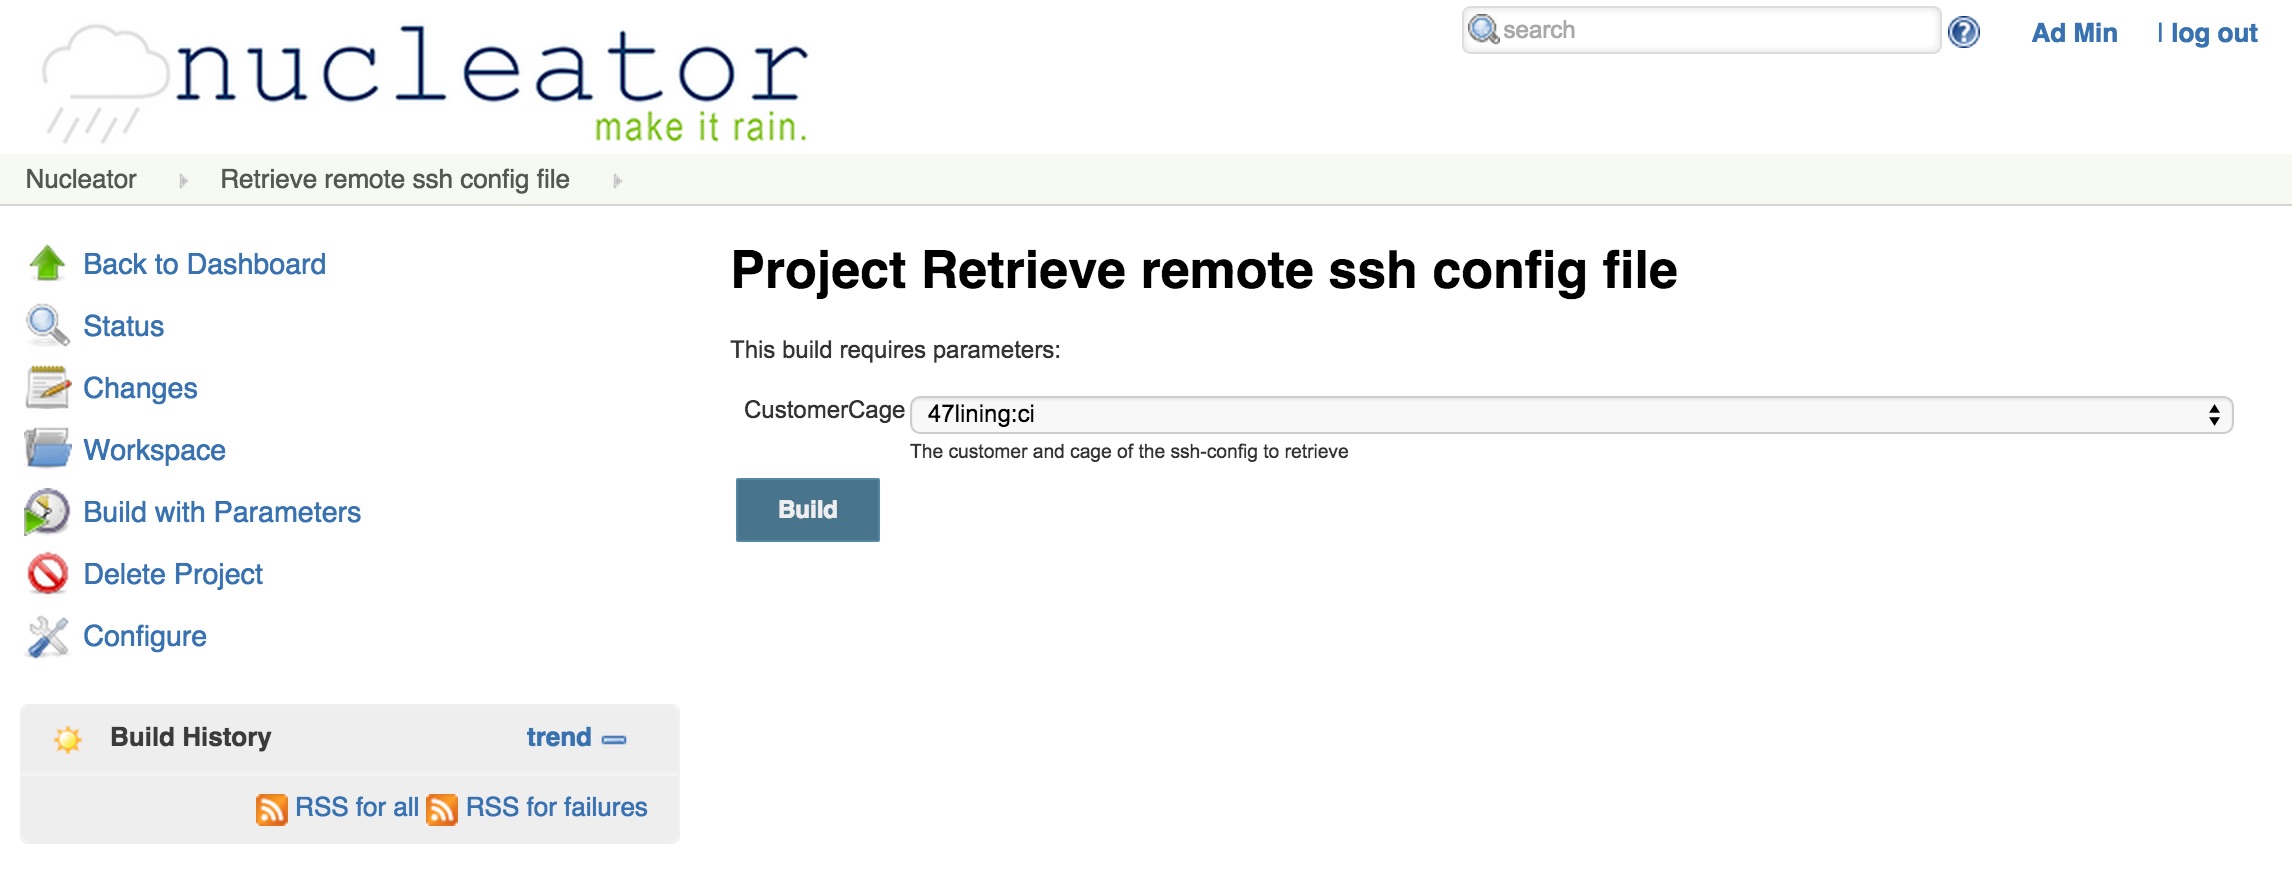 nucleator
make it rain.
search
Ad Min
| log out
Nucleator
Retrieve remote ssh config file
Back to Dashboard
Status
Changes
Workspace
Build with Parameters
Delete Project
Configure
Build History
trend
RSS for all
RSS for failures
Project Retrieve remote ssh config file
This build requires parameters:
CustomerCage
47lining:ci
The customer and cage of the ssh-config to retrieve
Build